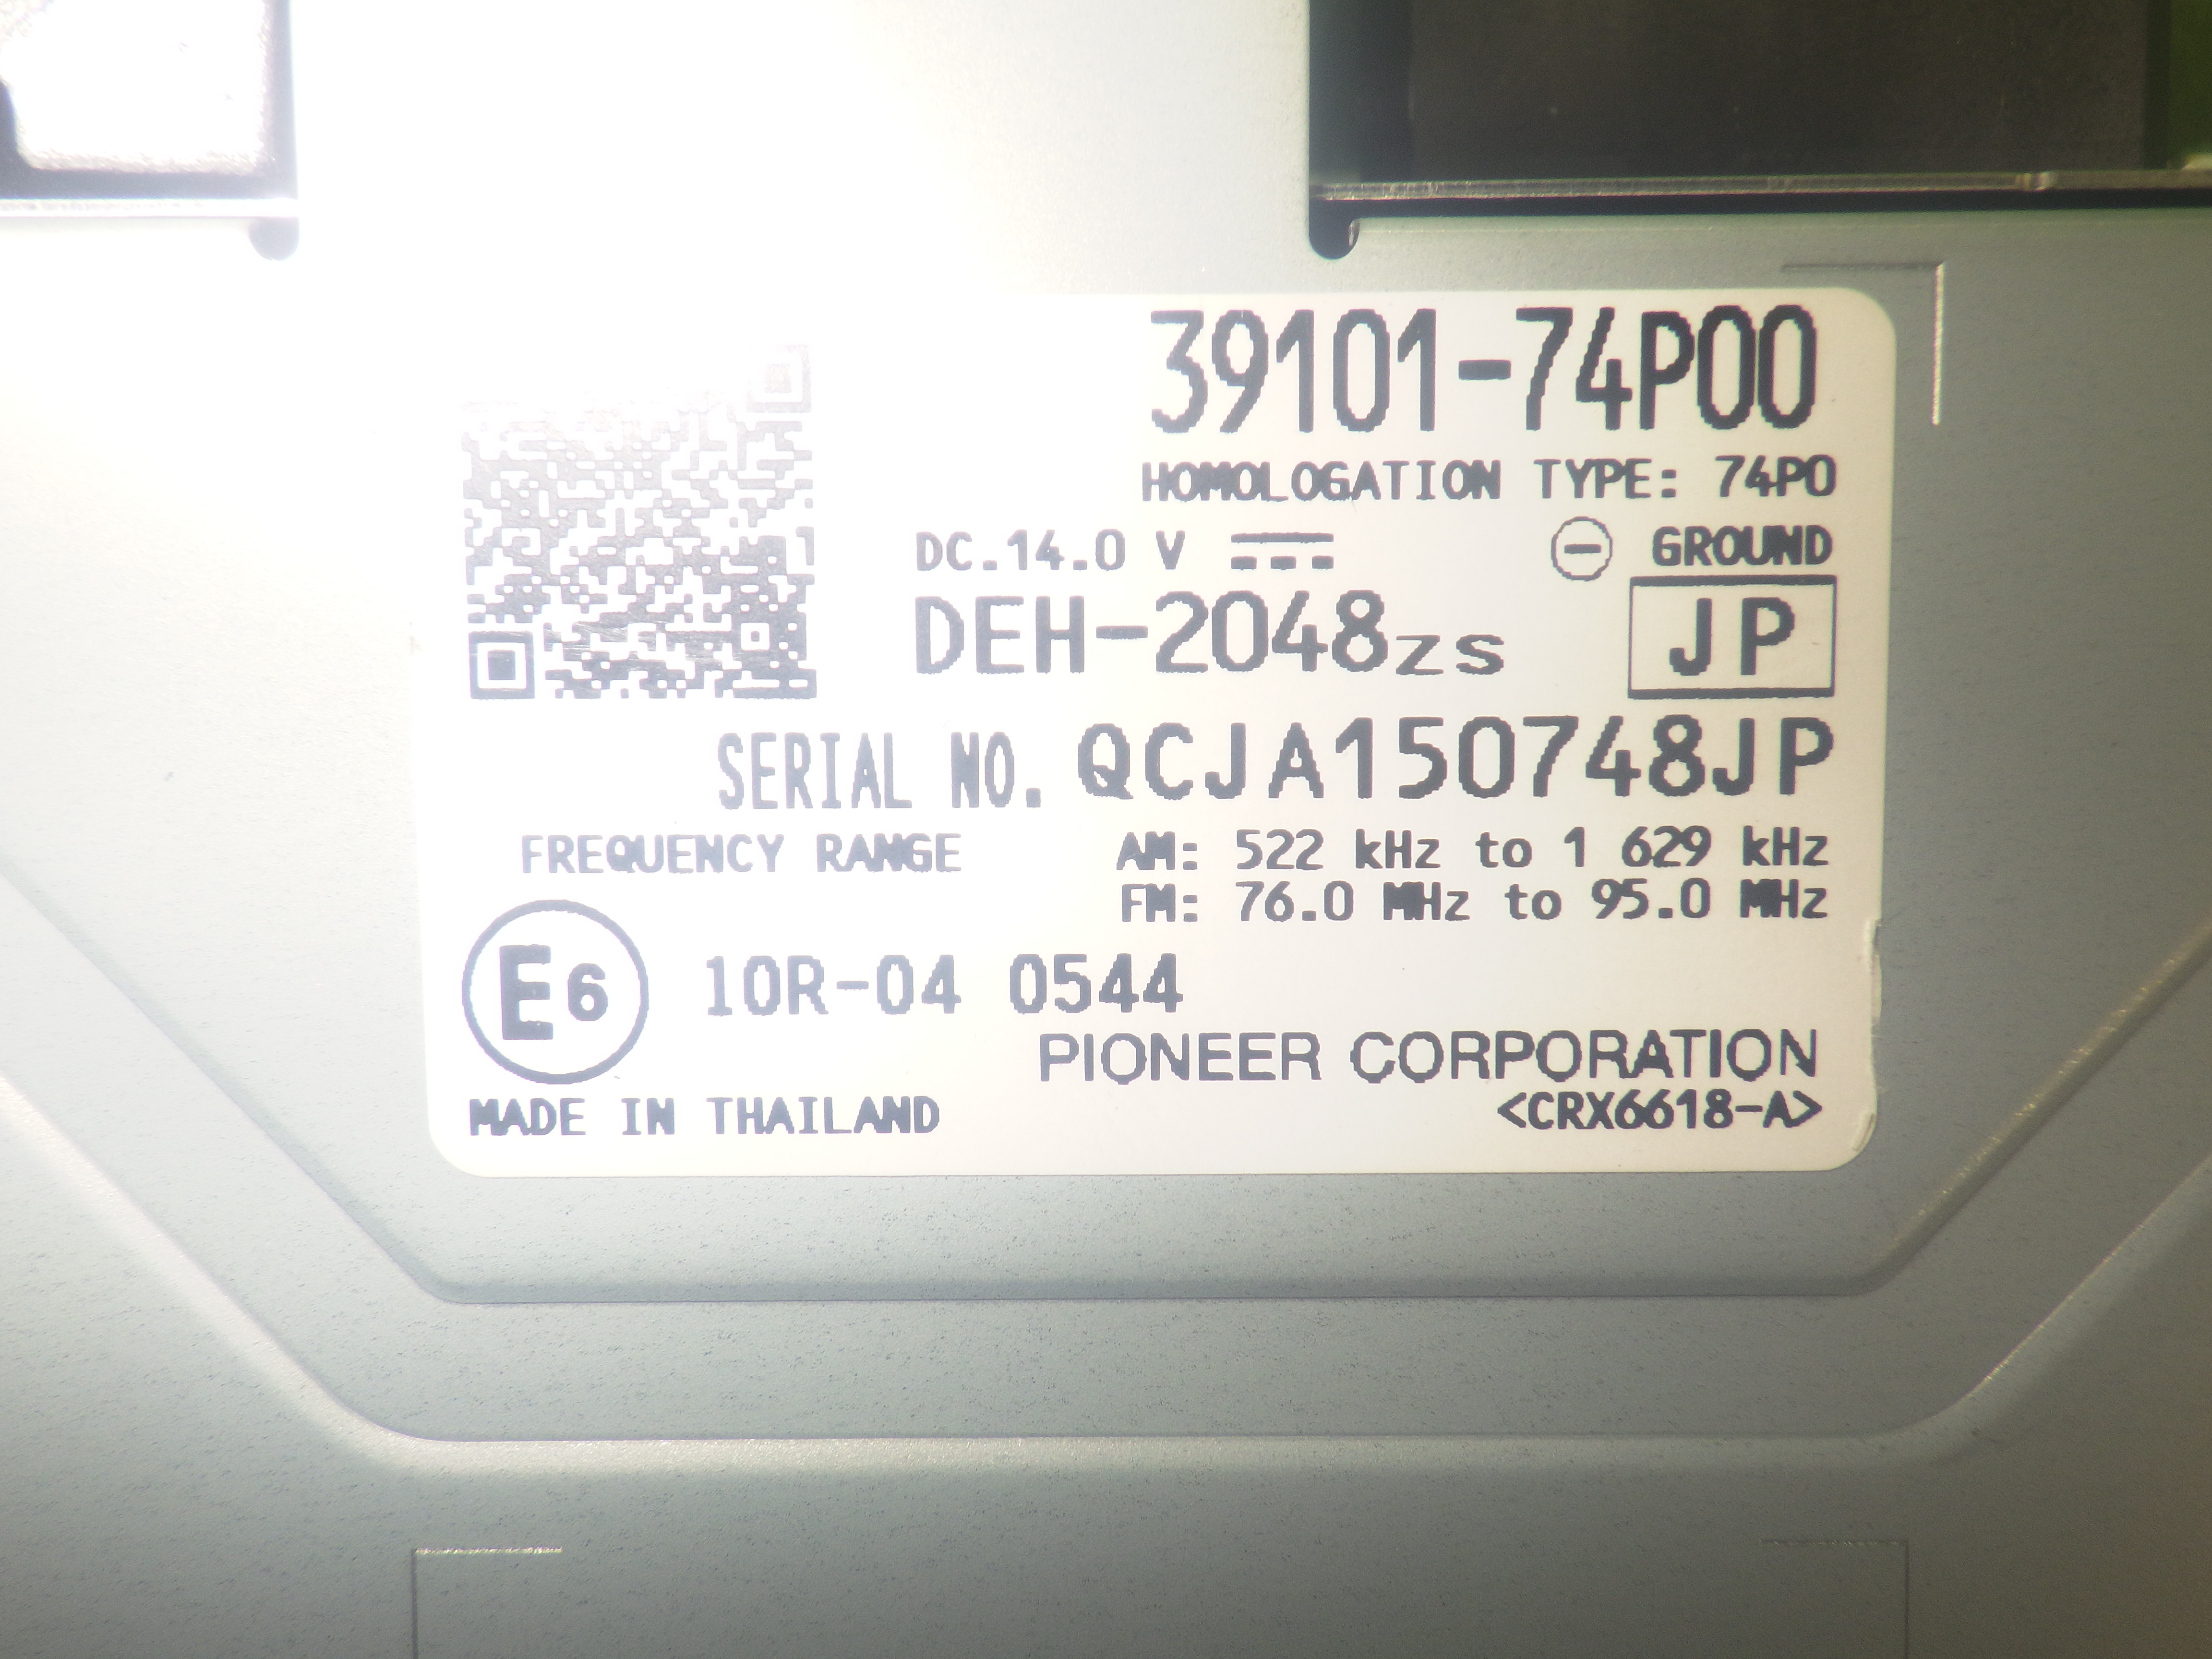 39101-74P00
HOMOLOGATION TYPE: 74P0
DC.14.0 V ⊖ GROUND
DEH-2048zs JP
SERIAL NO. QCJA150748JP
FREQUENCY RANGE AM: 522 kHz to 1 629 kHz
FM: 76.0 MHz to 95.0 MHz
E6 10R-04 0544
PIONEER CORPORATION
MADE IN THAILAND <CRX6618-A>